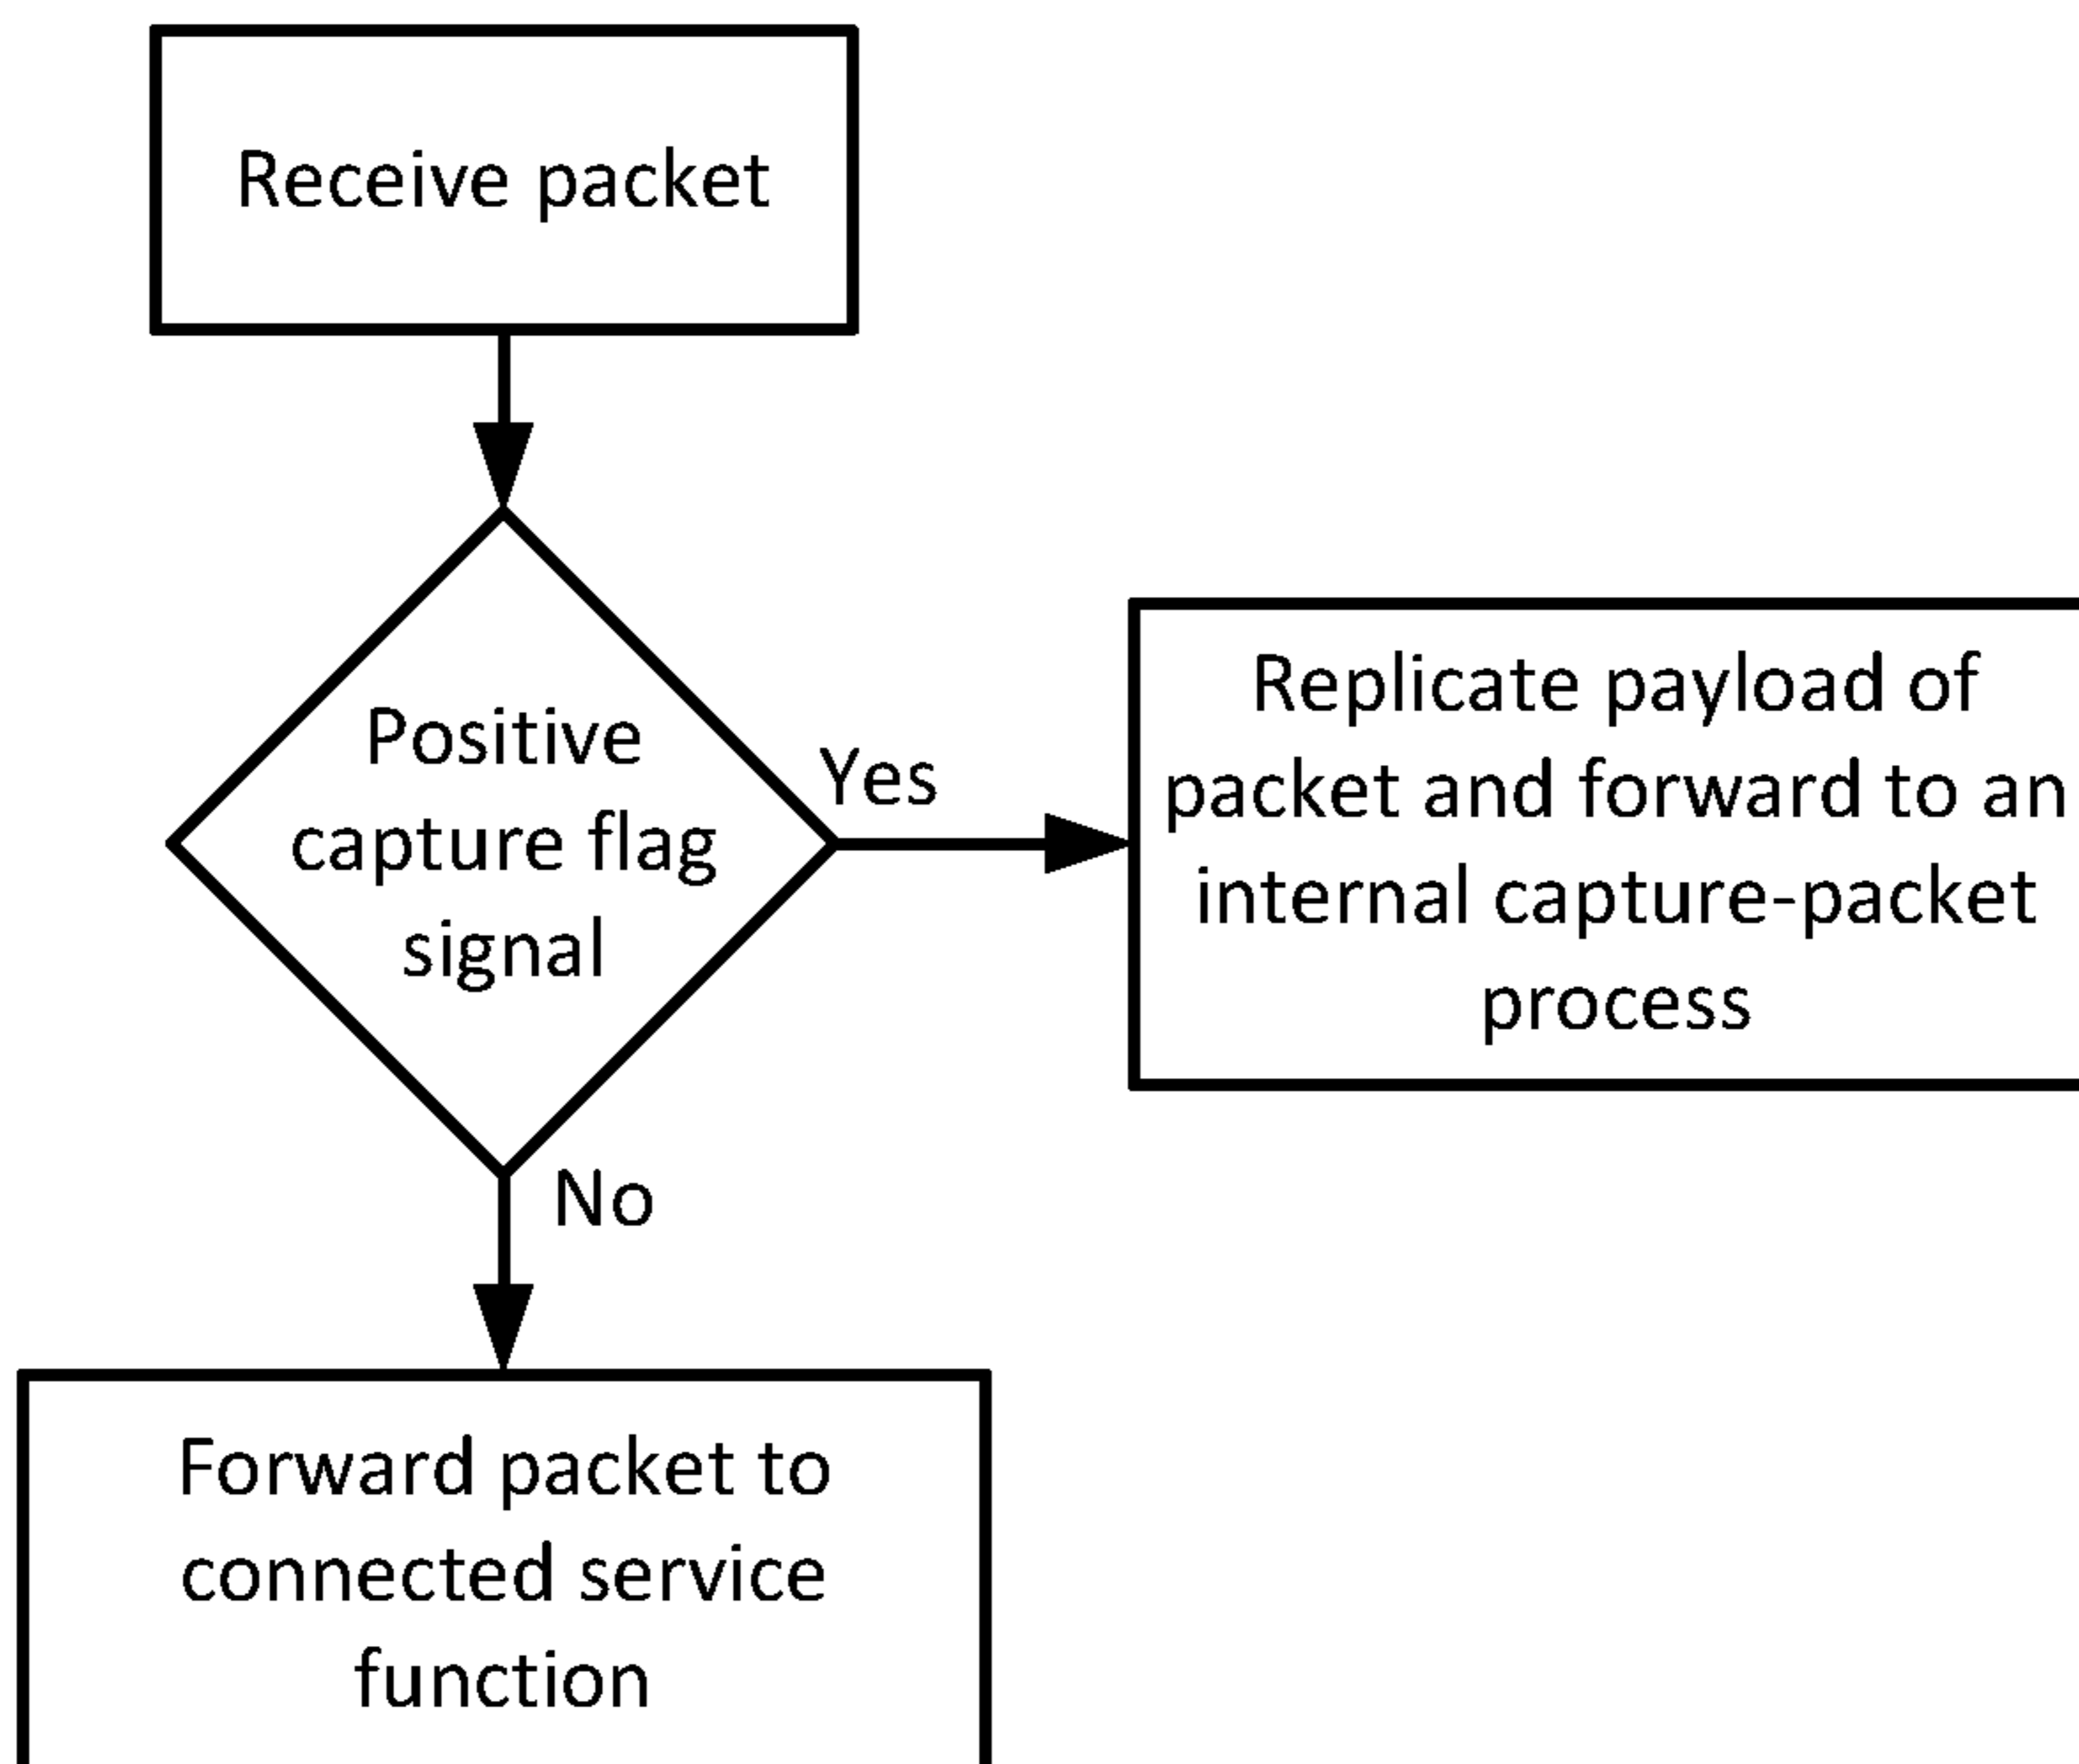 Receive packet
Positive
capture flag
signal
Yes
Replicate payload of
packet and forward to an
internal capture-packet
process
No
Forward packet to
connected service
function